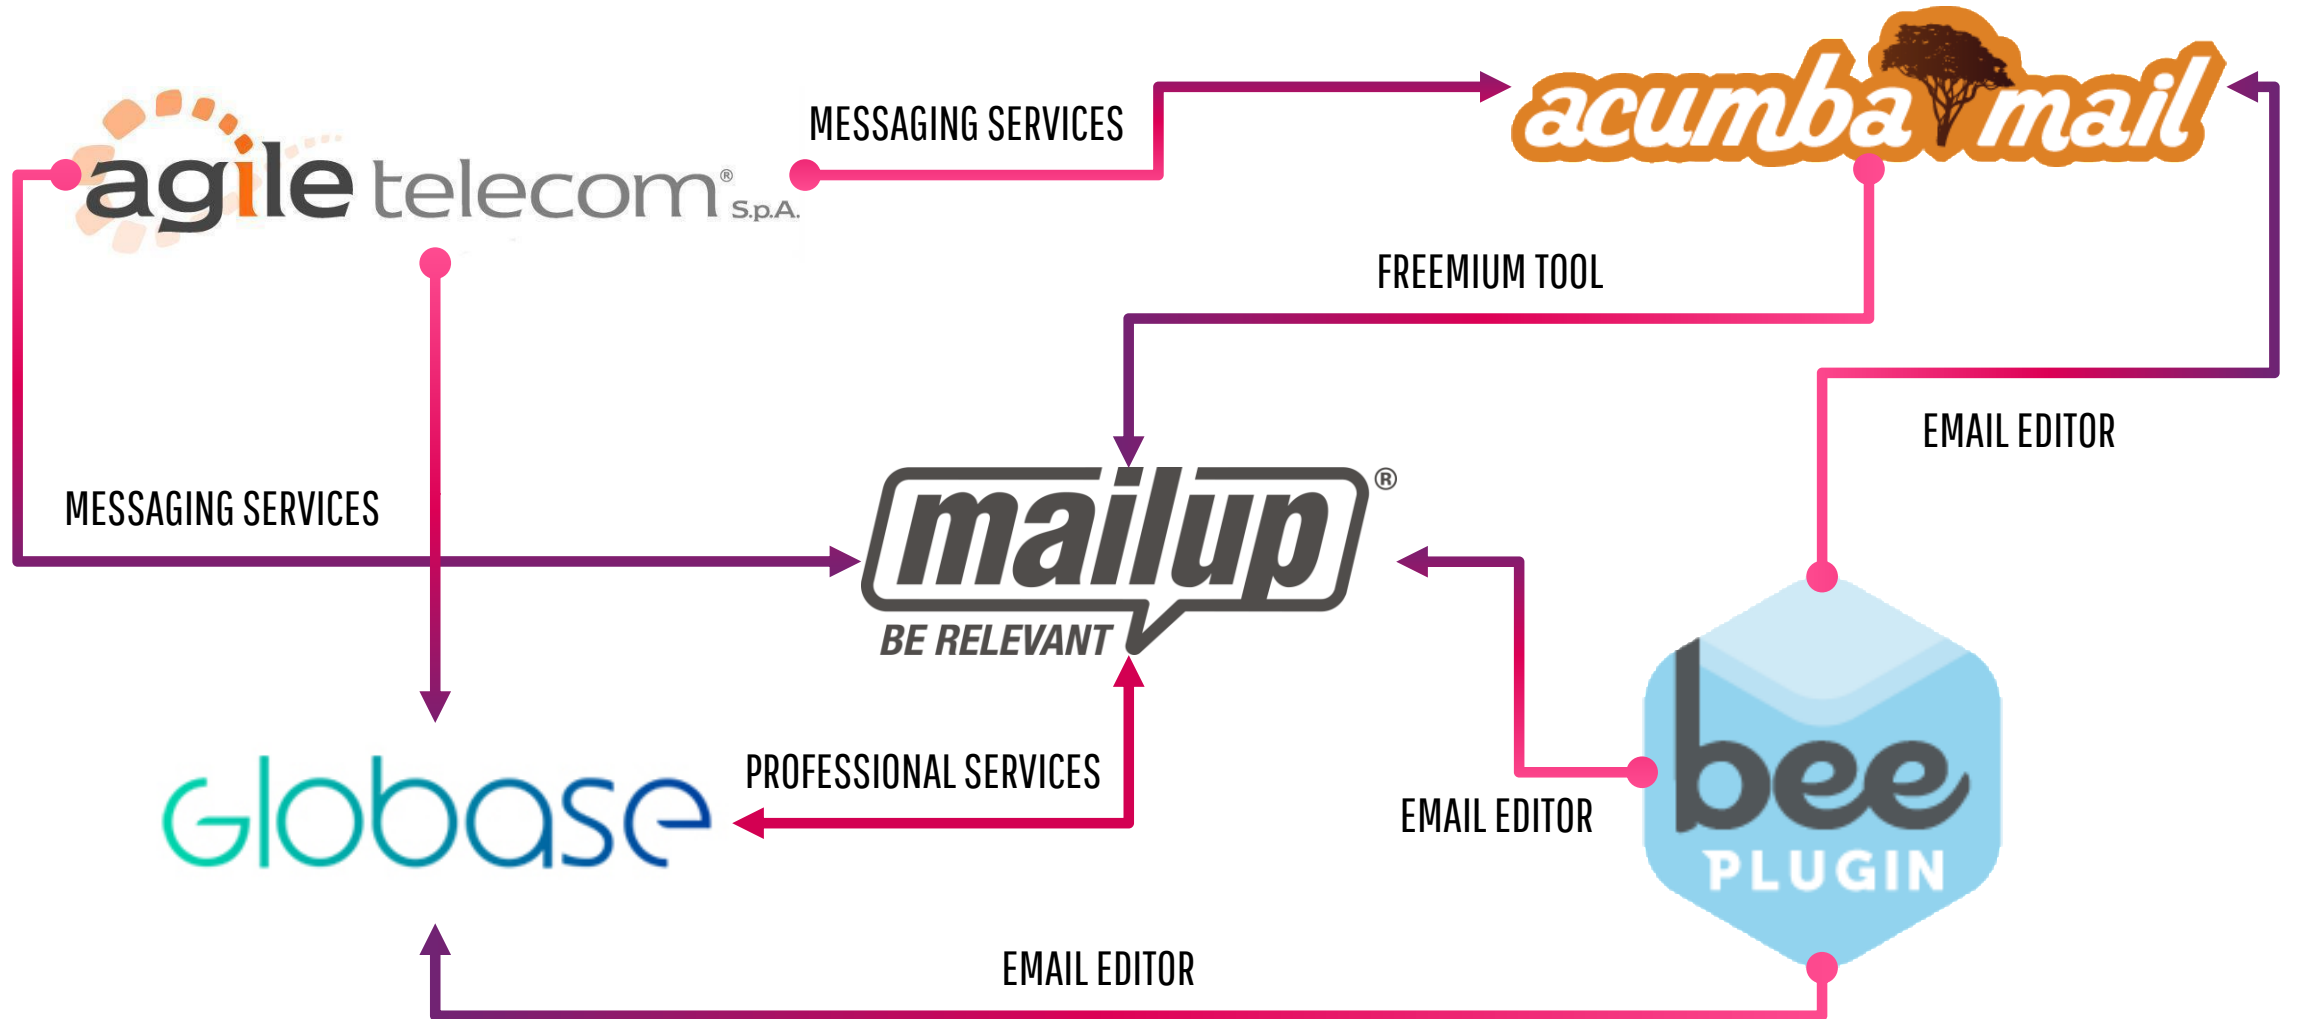 MESSAGING SERVICES
acumba mail
agile telecom® S.p.A.
FREEMIUM TOOL
EMAIL EDITOR
MESSAGING SERVICES
mailup®
BE RELEVANT
PROFESSIONAL SERVICES
Globase
EMAIL EDITOR
bee
PLUGIN
EMAIL EDITOR